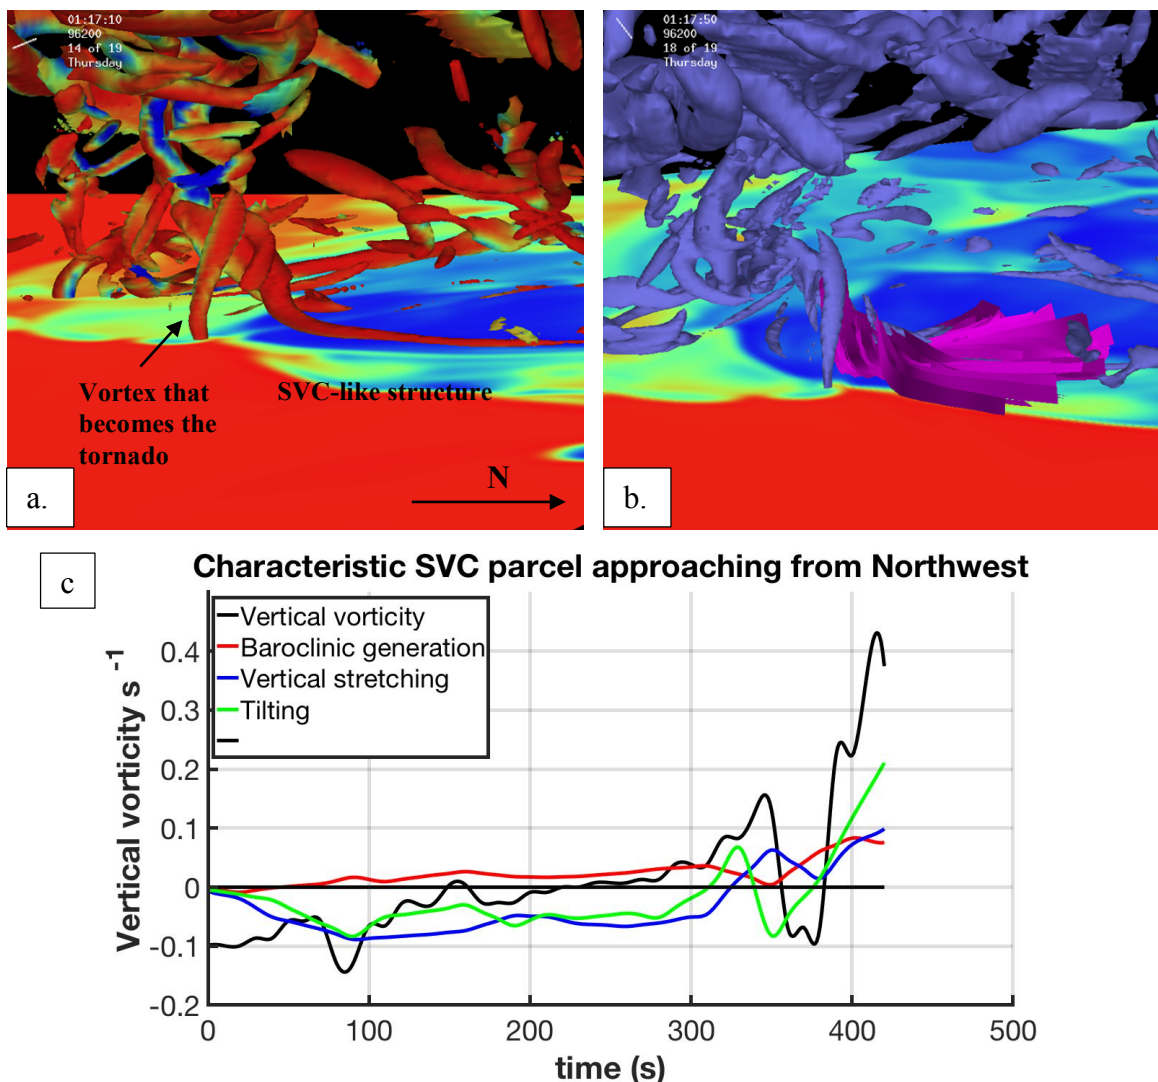 01:17:10
96200
14 of 19
Thursday
Vortex that
becomes the
tornado
SVC-like structure
N
a.
01:17:50
96200
18 of 19
Thursday
b.
c
Characteristic SVC parcel approaching from Northwest
Vertical vorticity
Baroclinic generation
Vertical stretching
Tilting
Vertical vorticity s -1
0.4
0.3
0.2
0.1
0
-0.1
-0.2
0 100 200 300 400 500
time (s)